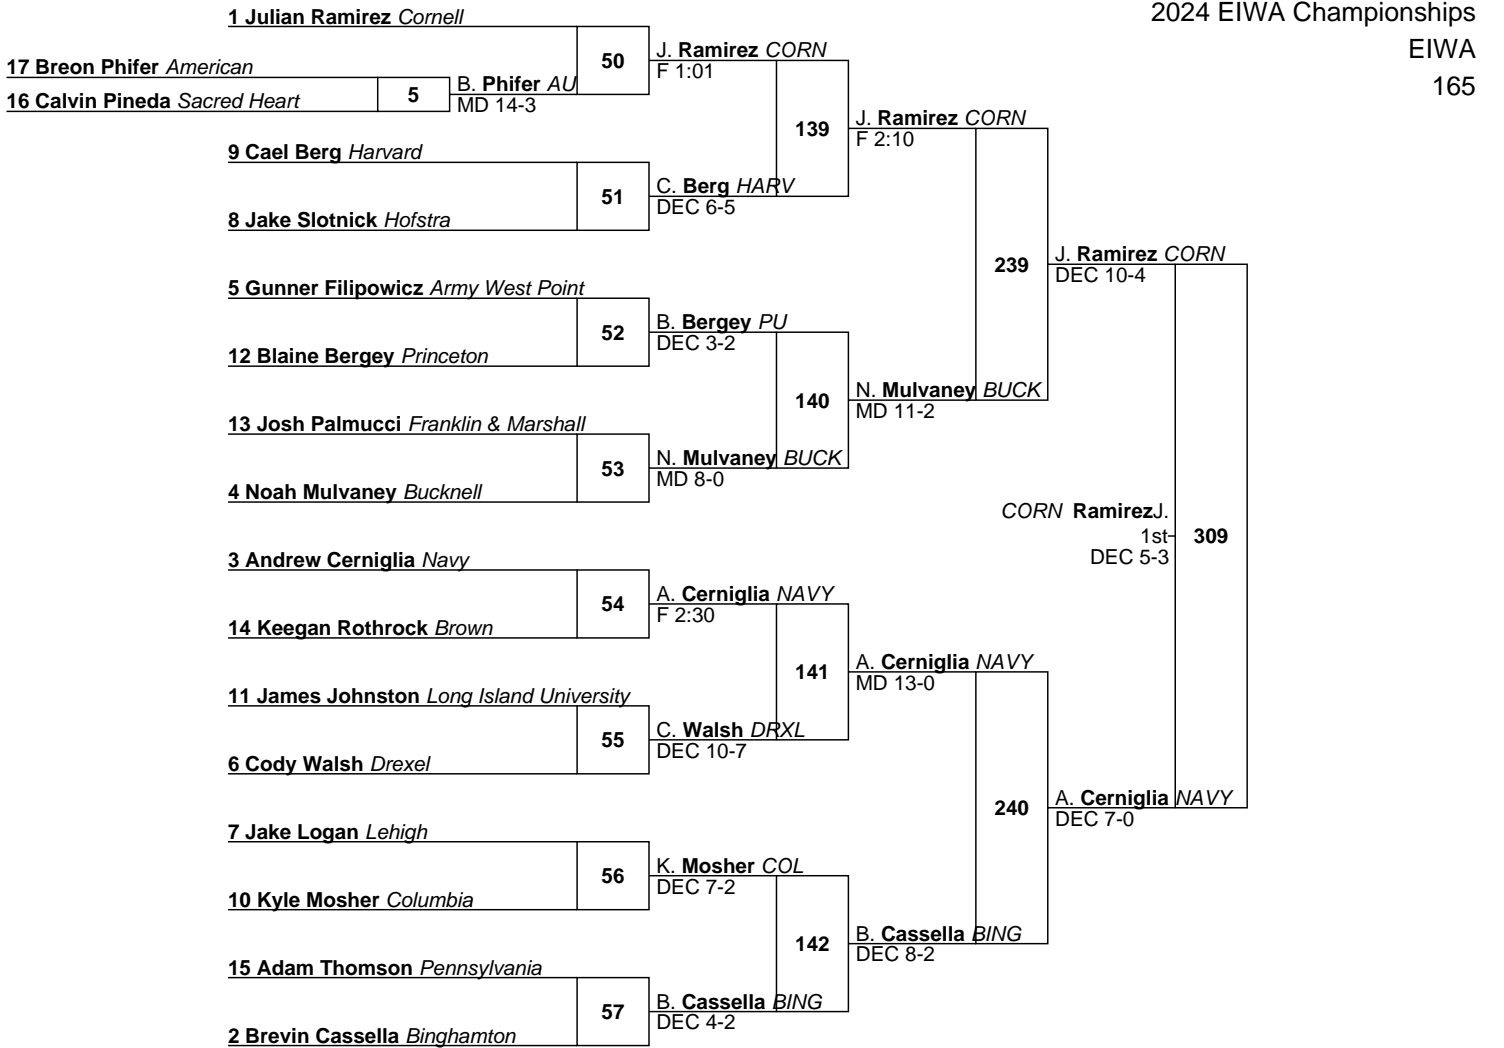 2024 EIWA Championships
EIWA
165
1 Julian Ramirez Cornell
17 Breon Phifer American
16 Calvin Pineda Sacred Heart
5
B. Phifer AU
MD 14-3
50
J. Ramirez CORN
F 1:01
9 Cael Berg Harvard
8 Jake Slotnick Hofstra
51
C. Berg HARV
DEC 6-5
139
J. Ramirez CORN
F 2:10
5 Gunner Filipowicz Army West Point
12 Blaine Bergey Princeton
52
B. Bergey PU
DEC 3-2
13 Josh Palmucci Franklin & Marshall
4 Noah Mulvaney Bucknell
53
N. Mulvaney BUCK
MD 8-0
140
N. Mulvaney BUCK
MD 11-2
239
J. Ramirez CORN
DEC 10-4
3 Andrew Cerniglia Navy
14 Keegan Rothrock Brown
54
A. Cerniglia NAVY
F 2:30
11 James Johnston Long Island University
6 Cody Walsh Drexel
55
C. Walsh DRXL
DEC 10-7
141
A. Cerniglia NAVY
MD 13-0
7 Jake Logan Lehigh
10 Kyle Mosher Columbia
56
K. Mosher COL
DEC 7-2
15 Adam Thomson Pennsylvania
2 Brevin Cassella Binghamton
57
B. Cassella BING
DEC 4-2
142
B. Cassella BING
DEC 8-2
240
A. Cerniglia NAVY
DEC 7-0
CORN RamirezJ.
1st
DEC 5-3
309